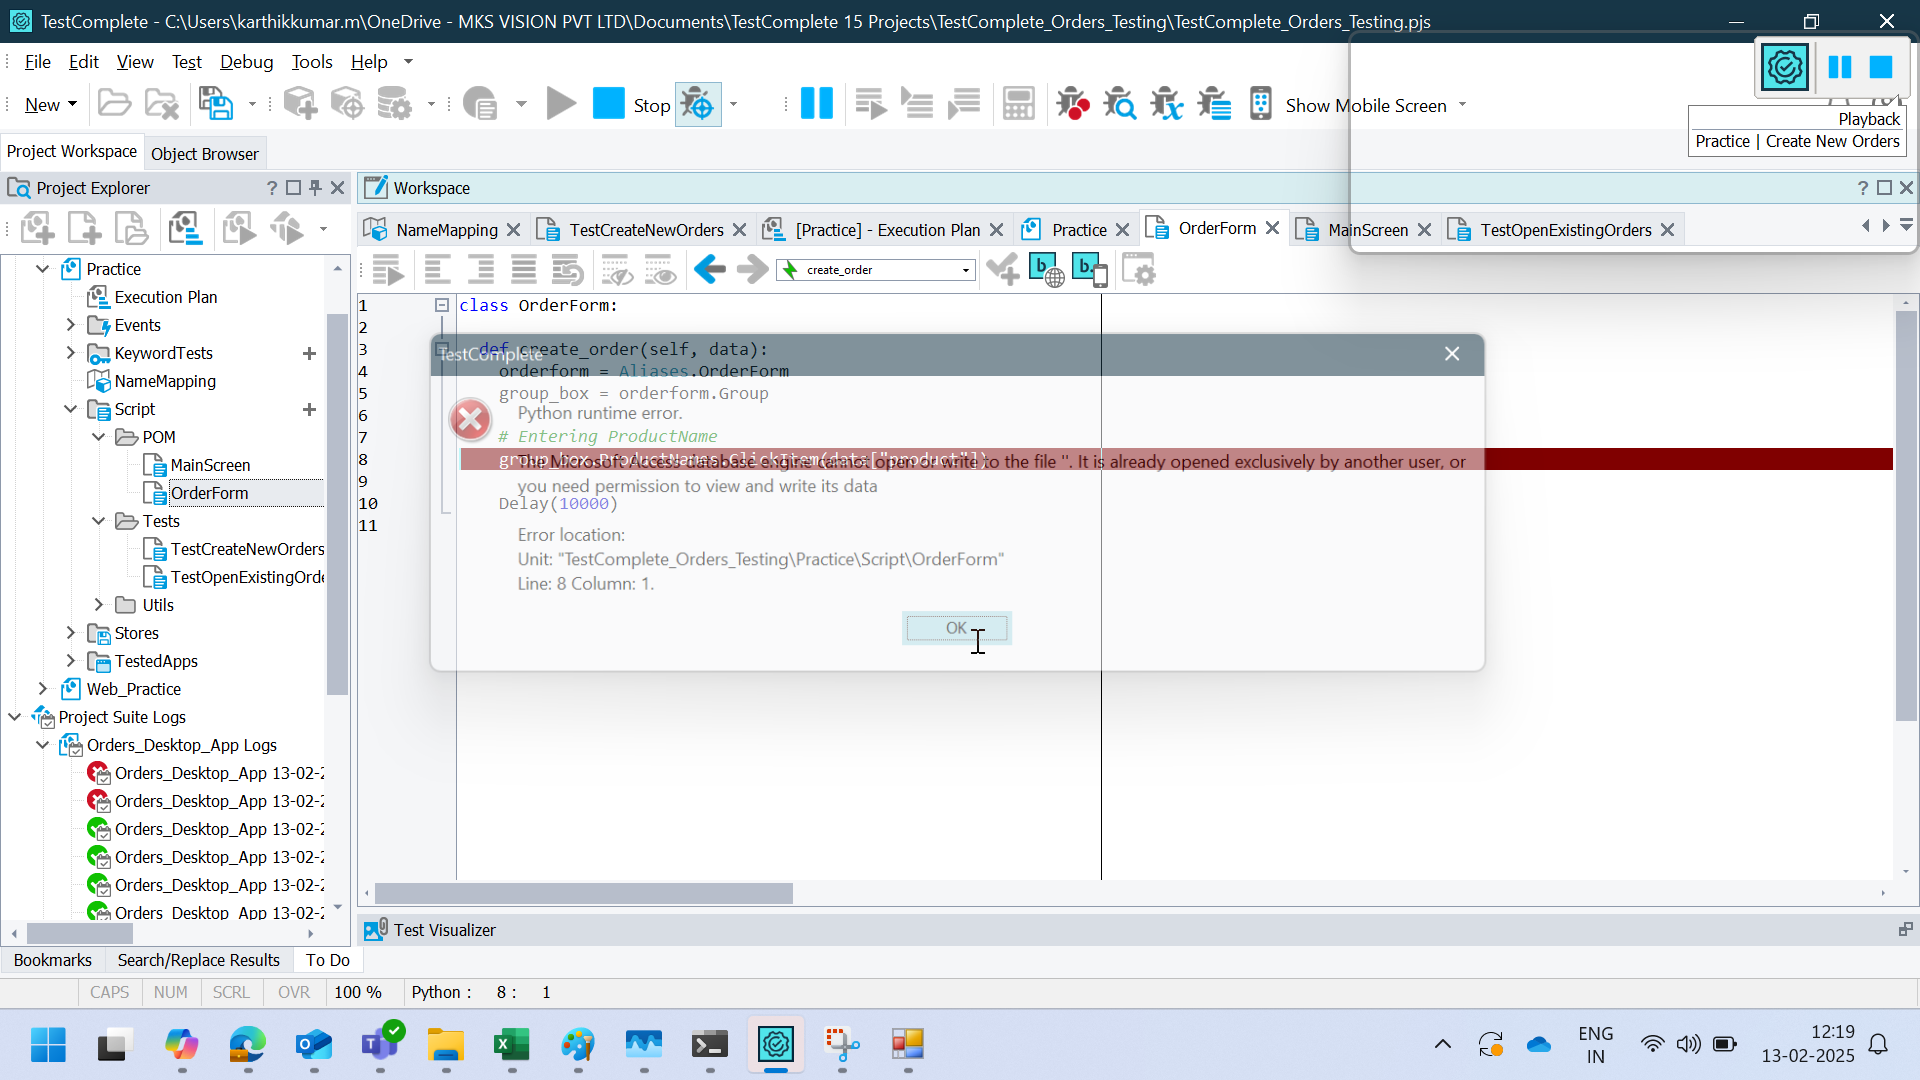 TestComplete - C:\Users\karthikkumar.m\OneDrive - MKS VISION PVT LTD\Documents\TestComplete 15 Projects\TestComplete_Orders_Testing\TestComplete_Orders_Testing.pjs
File Edit View Test Debug Tools Help
New Stop Show Mobile Screen
Playback
Practice | Create New Orders
Project Workspace Object Browser
Project Explorer
Workspace
NameMapping TestCreateNewOrders [Practice] - Execution Plan Practice OrderForm MainScreen TestOpenExistingOrders
create_order
Practice
Execution Plan
Events
KeywordTests
NameMapping
Script
POM
MainScreen
OrderForm
Tests
TestCreateNewOrders
TestOpenExistingOrde
Utils
Stores
TestedApps
Web_Practice
Project Suite Logs
Orders_Desktop_App Logs
Orders_Desktop_App 13-02-2
Orders_Desktop_App 13-02-2
Orders_Desktop_App 13-02-2
Orders_Desktop_App 13-02-2
Orders_Desktop_App 13-02-2
Orders_Desktop_App 13-02-2
1 class OrderForm:
2
3 def create_order(self, data):
4 orderform = Aliases.OrderForm
5 group_box = orderform.Group
6
7 # Entering ProductName
8 group_box.ProductNames.ClickItem(data["product"])
9
10 Delay(10000)
11
TestComplete
Python runtime error.
The Microsoft Access database engine cannot open or write to the file ''. It is already opened exclusively by another user, or
you need permission to view and write its data
Error location:
Unit: "TestComplete_Orders_Testing\Practice\Script\OrderForm"
Line: 8 Column: 1.
OK
Test Visualizer
Bookmarks Search/Replace Results To Do
CAPS NUM SCRL OVR 100 % Python : 8 : 1
ENG
IN
12:19
13-02-2025